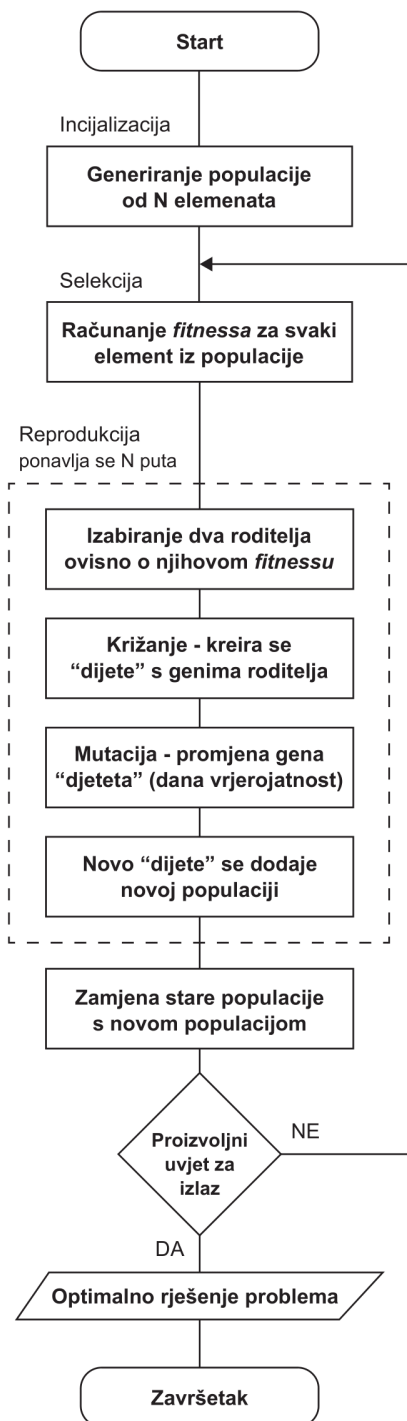 Start
Incijalizacija
Generiranje populacije
od N elemenata
Selekcija
Računanje fitnessa za svaki
element iz populacije
Reprodukcija
ponavlja se N puta
Izabiranje dva roditelja
ovisno o njihovom fitnessu
Križanje - kreira se
“dijete” s genima roditelja
Mutacija - promjena gena
“djeteta” (dana vrjerojatnost)
Novo “dijete” se dodaje
novoj populaciji
Zamjena stare populacije
s novom populacijom
Proizvoljni
uvjet za
izlaz
NE
DA
Optimalno rješenje problema
Završetak